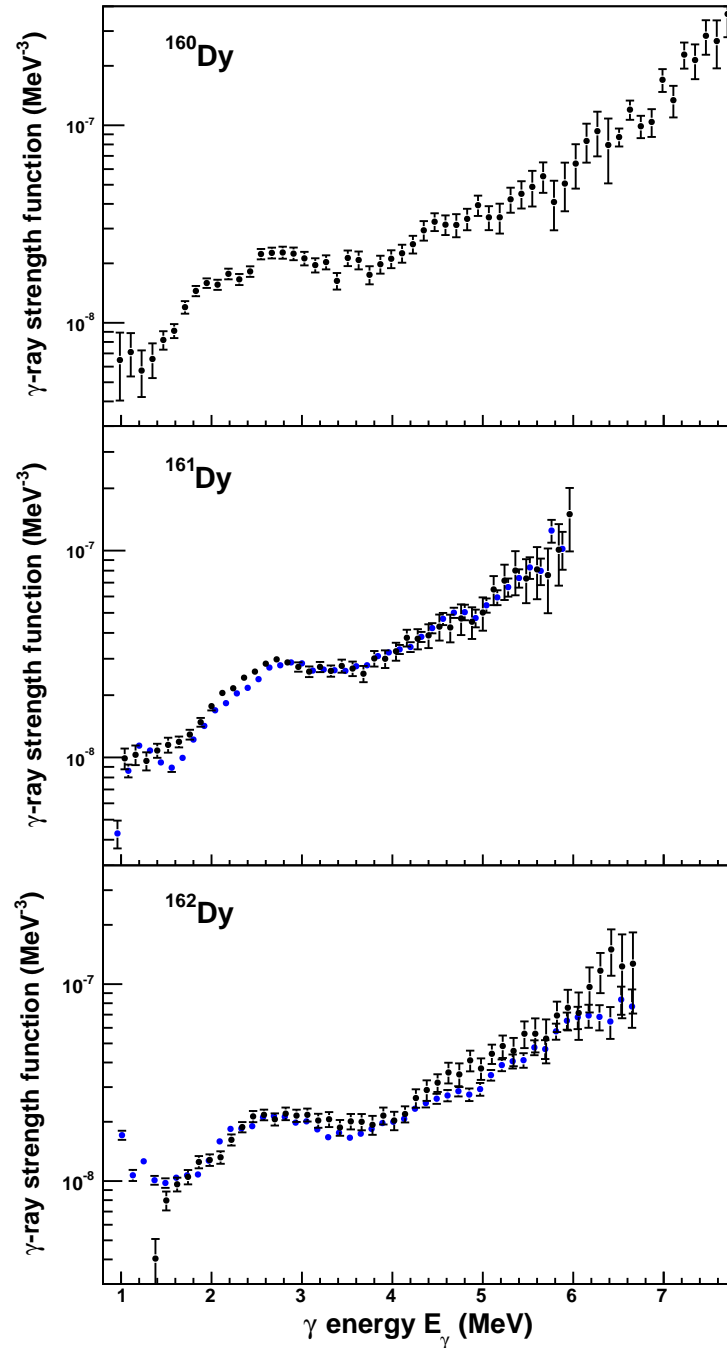 ¹⁶⁰Dy
γ-ray strength function (MeV⁻³)
10⁻⁷
10⁻⁸
¹⁶¹Dy
γ-ray strength function (MeV⁻³)
10⁻⁷
10⁻⁸
¹⁶²Dy
γ-ray strength function (MeV⁻³)
10⁻⁷
10⁻⁸
1 2 3 4 5 6 7
γ energy E_γ (MeV)